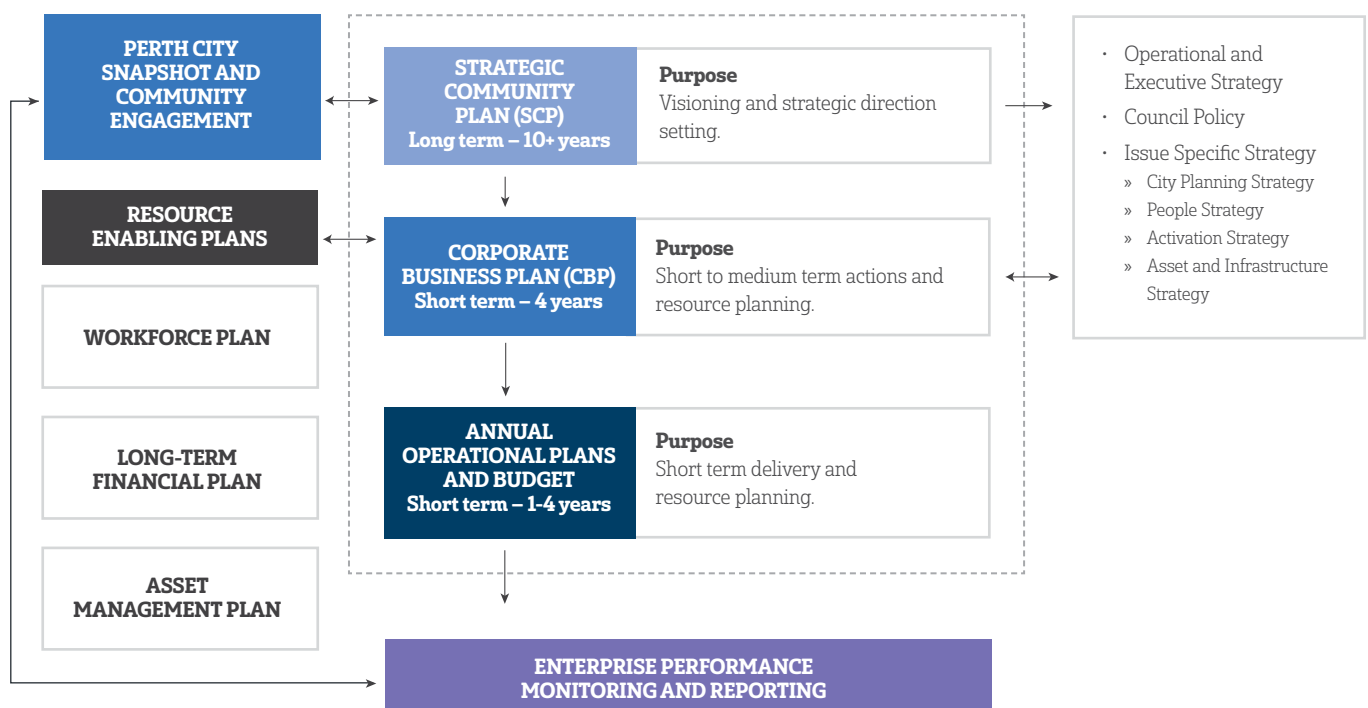 PERTH CITY
SNAPSHOT AND
COMMUNITY
ENGAGEMENT
RESOURCE
ENABLING PLANS
WORKFORCE PLAN
LONG-TERM
FINANCIAL PLAN
ASSET
MANAGEMENT PLAN
STRATEGIC
COMMUNITY
PLAN (SCP)
Long term – 10+ years
Purpose
Visioning and strategic direction
setting.
CORPORATE
BUSINESS PLAN (CBP)
Short term – 4 years
Purpose
Short to medium term actions and
resource planning.
ANNUAL
OPERATIONAL PLANS
AND BUDGET
Short term – 1-4 years
Purpose
Short term delivery and
resource planning.
ENTERPRISE PERFORMANCE
MONITORING AND REPORTING
· Operational and
Executive Strategy
· Council Policy
· Issue Specific Strategy
» City Planning Strategy
» People Strategy
» Activation Strategy
» Asset and Infrastructure
Strategy